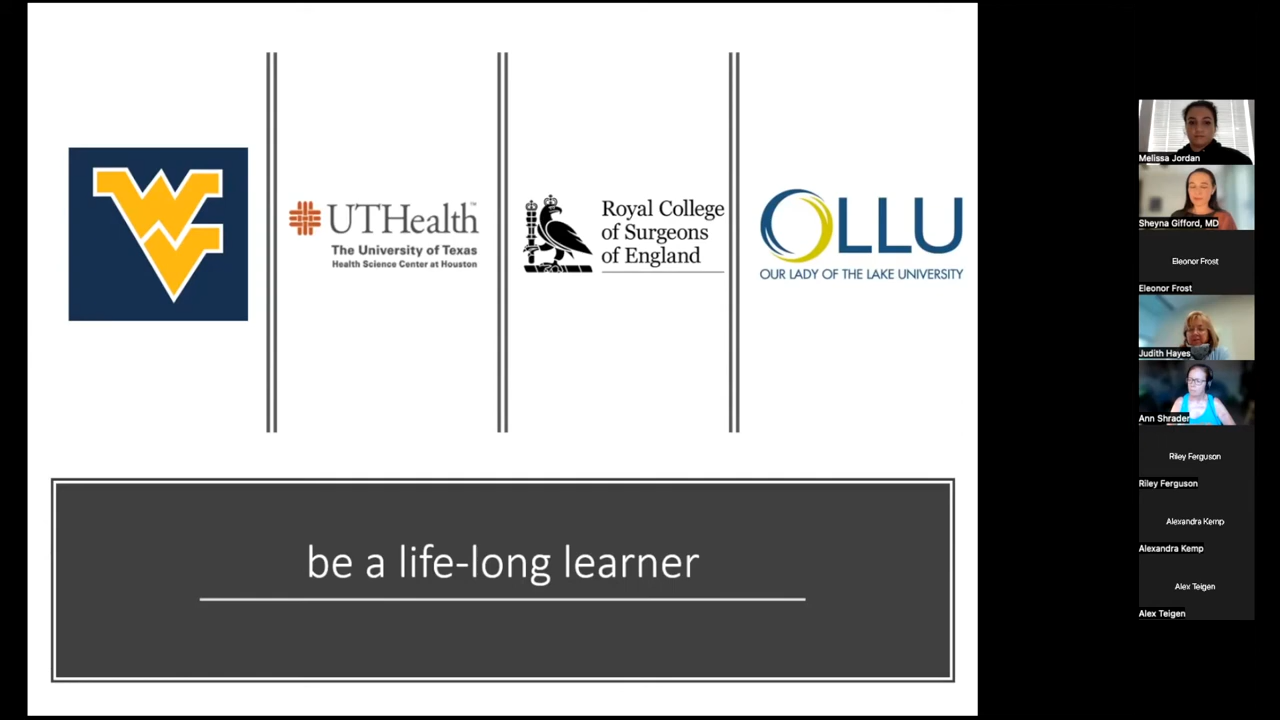 WV
UTHealth™
The University of Texas
Health Science Center at Houston
Royal College
of Surgeons
of England
OLLU
OUR LADY OF THE LAKE UNIVERSITY
be a life-long learner
Melissa Jordan
Sheyna Gifford, MD
Eleonor Frost
Eleonor Frost
Judith Hayes
Ann Shrader
Riley Ferguson
Riley Ferguson
Alexandra Kemp
Alexandra Kemp
Alex Teigen
Alex Teigen